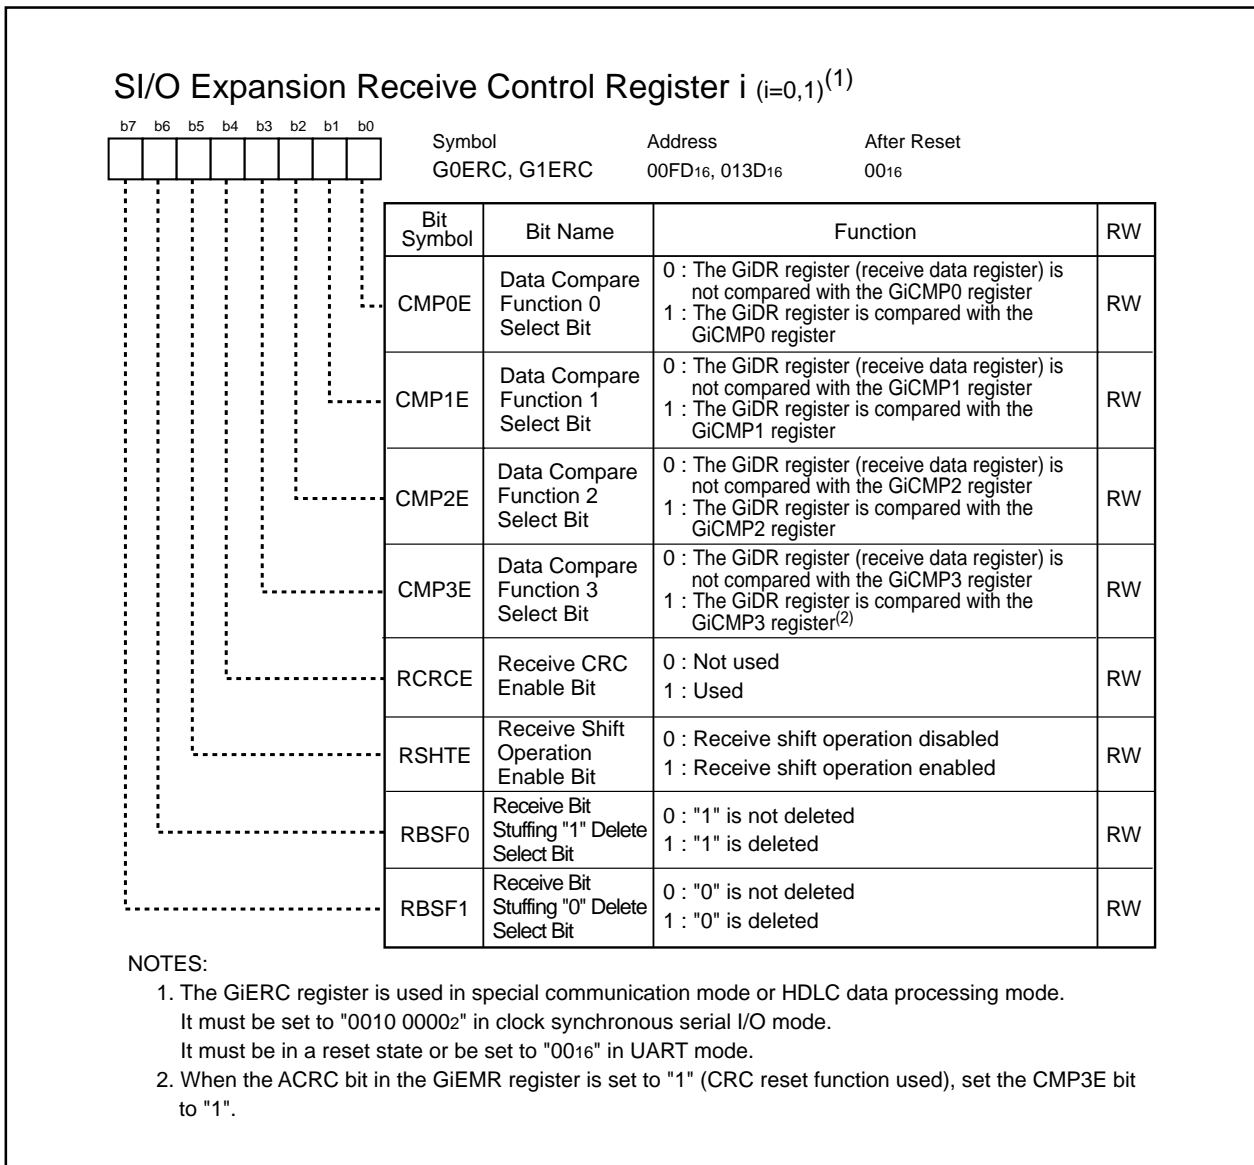 SI/O Expansion Receive Control Register i (i=0,1)(1)
b7 b6 b5 b4 b3 b2 b1 b0
Symbol Address After Reset
G0ERC, G1ERC 00FD16, 013D16 0016
Bit Symbol Bit Name Function RW
CMP0E
Data Compare
Function 0
Select Bit
0 : The GiDR register (receive data register) is
not compared with the GiCMP0 register
1 : The GiDR register is compared with the
GiCMP0 register
RW
CMP1E
Data Compare
Function 1
Select Bit
0 : The GiDR register (receive data register) is
not compared with the GiCMP1 register
1 : The GiDR register is compared with the
GiCMP1 register
RW
CMP2E
Data Compare
Function 2
Select Bit
0 : The GiDR register (receive data register) is
not compared with the GiCMP2 register
1 : The GiDR register is compared with the
GiCMP2 register
RW
CMP3E
Data Compare
Function 3
Select Bit
0 : The GiDR register (receive data register) is
not compared with the GiCMP3 register
1 : The GiDR register is compared with the
GiCMP3 register(2)
RW
RCRCE
Receive CRC
Enable Bit
0 : Not used
1 : Used
RW
RSHTE
Receive Shift
Operation
Enable Bit
0 : Receive shift operation disabled
1 : Receive shift operation enabled
RW
RBSF0
Receive Bit
Stuffing "1" Delete
Select Bit
0 : "1" is not deleted
1 : "1" is deleted
RW
RBSF1
Receive Bit
Stuffing "0" Delete
Select Bit
0 : "0" is not deleted
1 : "0" is deleted
RW
NOTES:
1. The GiERC register is used in special communication mode or HDLC data processing mode.
It must be set to "0010 00002" in clock synchronous serial I/O mode.
It must be in a reset state or be set to "0016" in UART mode.
2. When the ACRC bit in the GiEMR register is set to "1" (CRC reset function used), set the CMP3E bit
to "1".